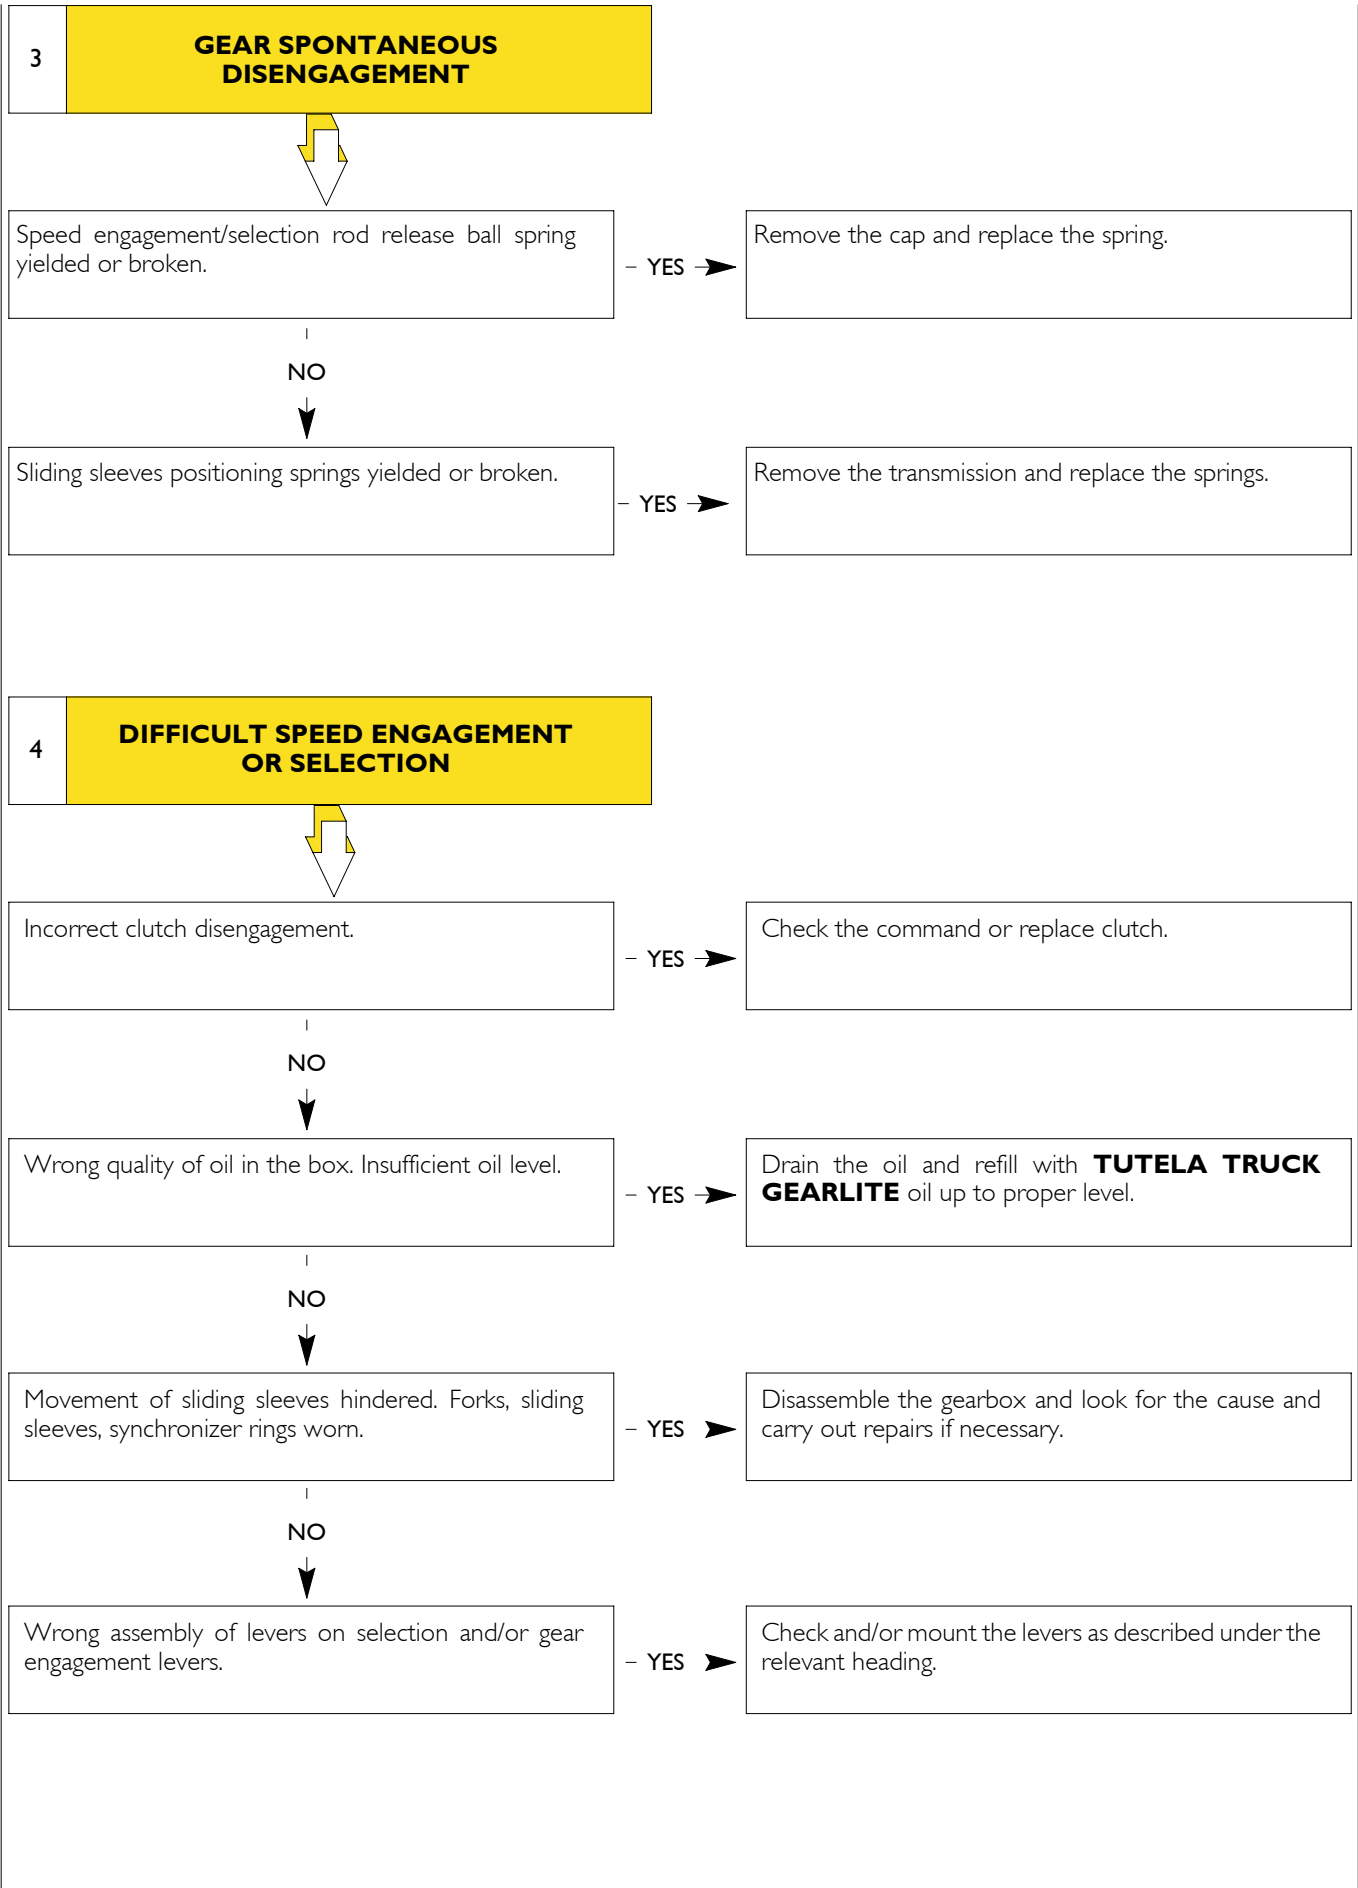 3
GEAR SPONTANEOUS
DISENGAGEMENT
Speed engagement/selection rod release ball spring
yielded or broken.
YES
Remove the cap and replace the spring.
NO
Sliding sleeves positioning springs yielded or broken.
YES
Remove the transmission and replace the springs.
4
DIFFICULT SPEED ENGAGEMENT
OR SELECTION
Incorrect clutch disengagement.
YES
Check the command or replace clutch.
NO
Wrong quality of oil in the box. Insufficient oil level.
YES
Drain the oil and refill with TUTELA TRUCK
GEARLITE oil up to proper level.
NO
Movement of sliding sleeves hindered. Forks, sliding
sleeves, synchronizer rings worn.
YES
Disassemble the gearbox and look for the cause and
carry out repairs if necessary.
NO
Wrong assembly of levers on selection and/or gear
engagement levers.
YES
Check and/or mount the levers as described under the
relevant heading.